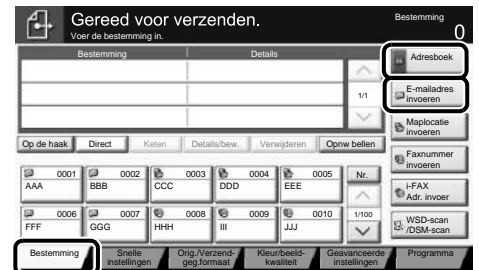 Gereed voor verzenden.
Voer de bestemming in.
Bestemming
0
Bestemming Details
1/1
Adresboek
E-mailadres
invoeren
Maplocatie
invoeren
Faxnummer
invoeren
i-FAX
Adr. invoer
WSD-scan
/DSM-scan
Op de haak Direct Keten Details/bew. Verwijderen Opnw bellen
0001 0002 0003 0004 0005 Nr.
AAA BBB CCC DDD EEE
0006 0007 0008 0009 0010 1/100
FFF GGG HHH III JJJ
Bestemming
Snelle
instellingen
Orig./Verzend-
geg.formaat
Kleur/beeld-
kwaliteit
Geavanceerde
instellingen
Programma